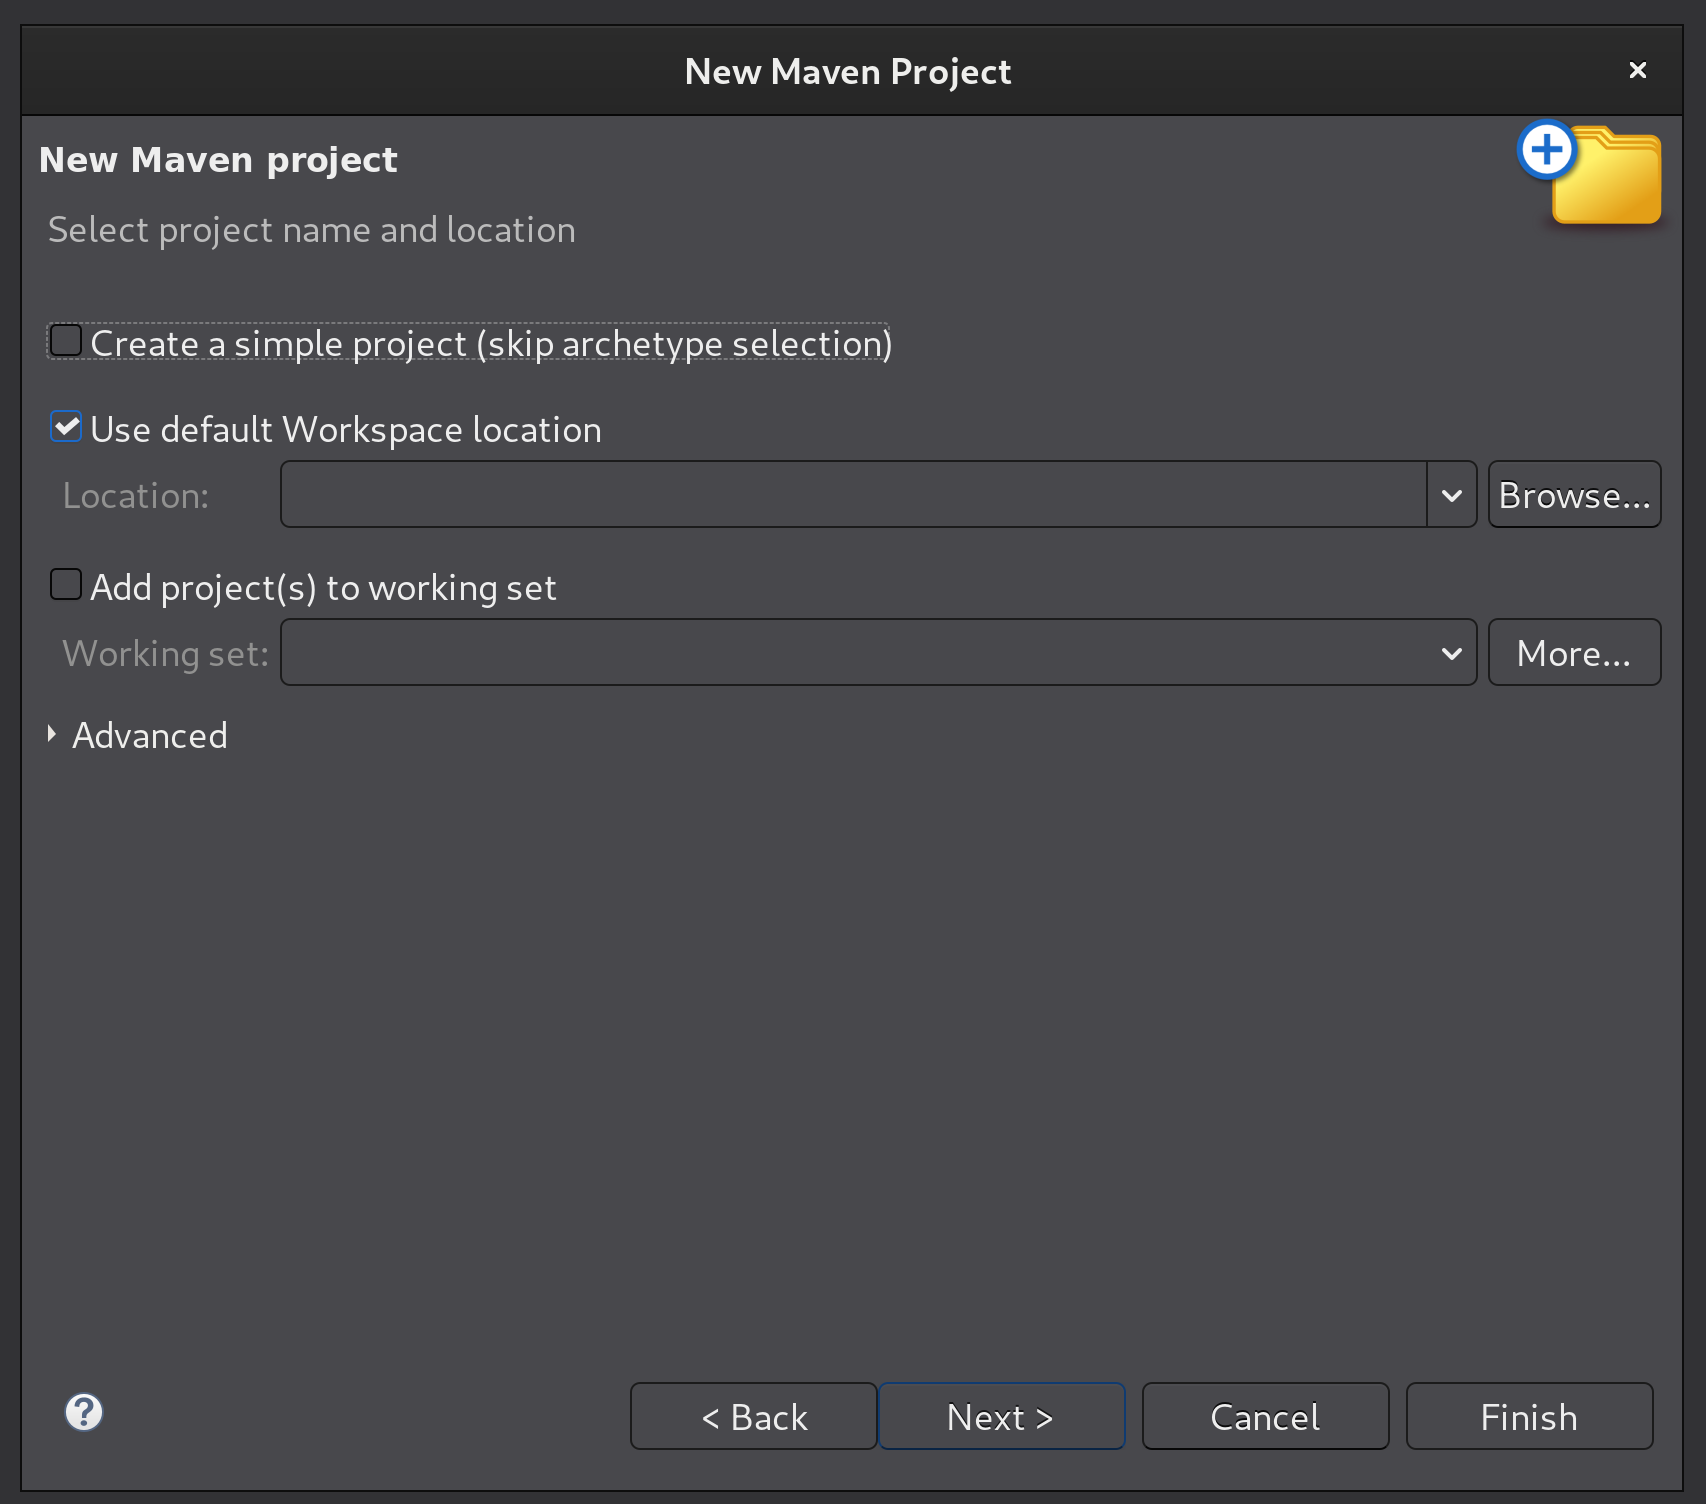 New Maven Project
New Maven project
Select project name and location
Create a simple project (skip archetype selection)
Use default Workspace location
Location:
Browse...
Add project(s) to working set
Working set:
More...
Advanced
< Back
Next >
Cancel
Finish